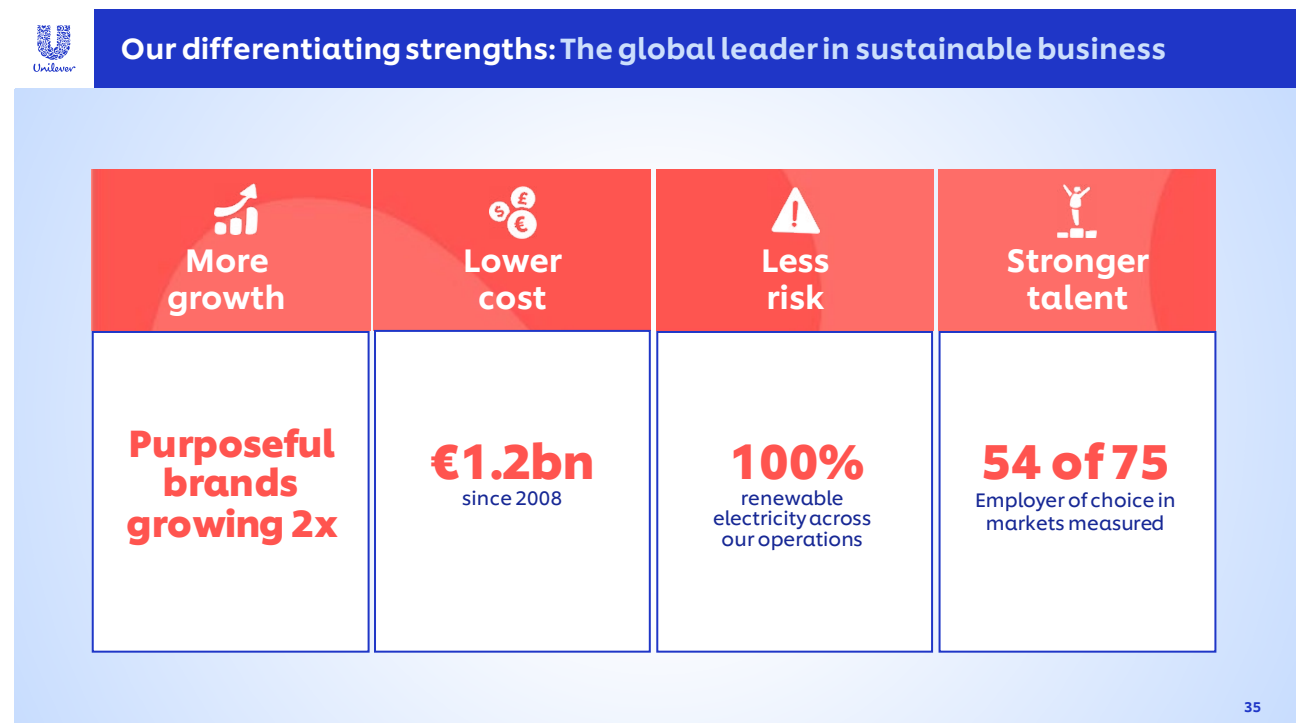 Unilever
Our differentiating strengths: The global leader in sustainable business
$ £ €
More
growth
Lower
cost
Less
risk
Stronger
talent
Purposeful
brands
growing 2x
€1.2bn
since 2008
100%
renewable
electricity across
our operations
54 of 75
Employer of choice in
markets measured
35